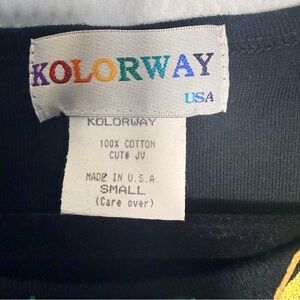 KOLORWAY
USA
KOLORWAY
100% COTTON
CUT# JV
MADE IN U.S.A.
SMALL
(Care over)